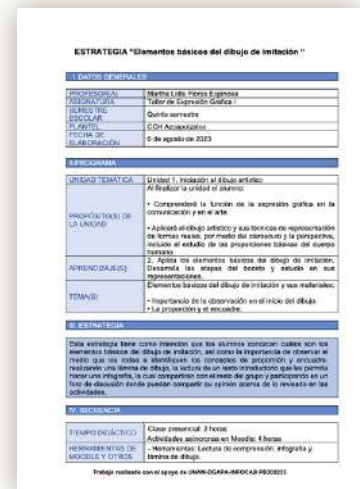 ESTRATEGIA "Elementos básicos del dibujo de imitación "
I. DATOS GENERALES
PROFESOR(A) Martha Lidia Flores Espinosa
ASIGNATURA Taller de Expresión Gráfica I
SEMESTRE
ESCOLAR Quinto semestre
PLANTEL CCH Azcapotzalco
FECHA DE
ELABORACIÓN 6 de agosto de 2023
II.PROGRAMA
UNIDAD TEMÁTICA Unidad 1. Iniciación al dibujo artístico
PROPÓSITO(S) DE
LA UNIDAD
Al finalizar la unidad el alumno:
• Comprenderá la función de la expresión gráfica en la
comunicación y en el arte
• Aplicará el dibujo artístico y sus técnicas de representación
de formas reales, por medio del claroscuro y la perspectiva,
incluido el estudio de las proporciones básicas del cuerpo
humano
APRENDIZAJE(S)
2. Aplica los elementos básicos del dibujo de imitación.
Desarrolla las etapas del boceto y estudio en sus
representaciones.
TEMA(S)
Elementos básicos del dibujo de imitación y sus materiales:
• Importancia de la observación en el inicio del dibujo.
• La proporción y el encuadre.
III. ESTRATEGIA
Esta estrategia tiene como intención que los alumnos conozcan cuáles son los
elementos básicos del dibujo de imitación, así como la importancia de observar el
medio que les rodea e identifiquen los conceptos de proporción y encuadre,
realizando una lámina de dibujo, la lectura de un texto introductorio que les permita
hacer una infografía, la cual compartirán con el resto del grupo y participando en un
foro de discusión donde puedan compartir su opinión acerca de lo revisado en las
actividades.
IV. SECUENCIA
TIEMPO DIDÁCTICO
Clase presencial: 2 horas
Actividades asíncronas en Moodle: 4 horas
HERRAMIENTAS DE
MOODLE Y OTROS
- Herramientas: Lectura de comprensión, infografía y
lámina de dibujo.
Trabajo realizado con el apoyo de UNAM-DGAPA-INFOCAB PB300223